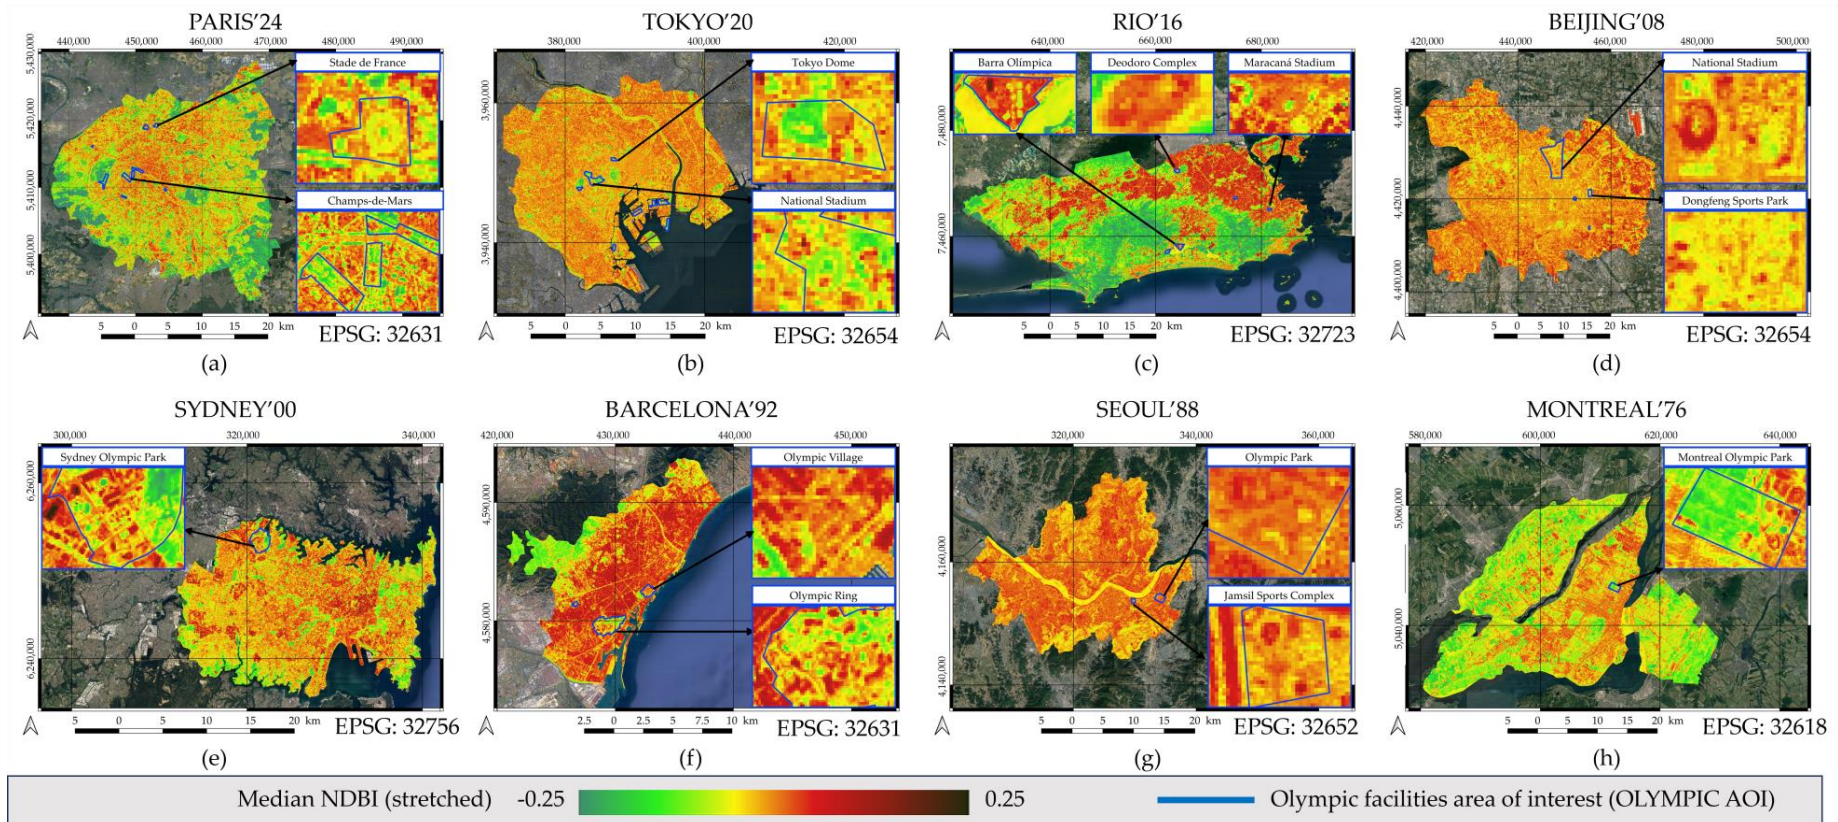 PARIS'24
440,000 450,000 460,000 470,000 480,000 490,000
5,430,000
5,420,000
5,410,000
5,400,000
Stade de France
Champs-de-Mars
5 0 5 10 15 20 km
EPSG: 32631
(a)
TOKYO'20
380,000 400,000 420,000
3,960,000
3,940,000
Tokyo Dome
National Stadium
5 0 5 10 15 20 km
EPSG: 32654
(b)
RIO'16
640,000 660,000 680,000
7,480,000
7,460,000
Barra Olímpica
Deodoro Complex
Maracaná Stadium
5 0 5 10 15 20 km
EPSG: 32723
(c)
BEIJING'08
420,000 440,000 460,000 480,000 500,000
4,440,000
4,420,000
4,400,000
National Stadium
Dongfeng Sports Park
5 0 5 10 15 20 km
EPSG: 32654
(d)
SYDNEY'00
300,000 320,000 340,000
6,260,000
6,240,000
Sydney Olympic Park
5 0 5 10 15 20 km
EPSG: 32756
(e)
BARCELONA'92
420,000 430,000 440,000 450,000
4,590,000
4,580,000
Olympic Village
Olympic Ring
2.5 0 2.5 5 7.5 10 km
EPSG: 32631
(f)
SEOUL'88
320,000 340,000 360,000
4,160,000
4,140,000
Olympic Park
Jamsil Sports Complex
5 0 5 10 15 20 km
EPSG: 32652
(g)
MONTREAL'76
580,000 600,000 620,000 640,000
5,060,000
5,040,000
Montreal Olympic Park
5 0 5 10 15 20 km
EPSG: 32618
(h)
Median NDBI (stretched) -0.25 0.25 Olympic facilities area of interest (OLYMPIC AOI)